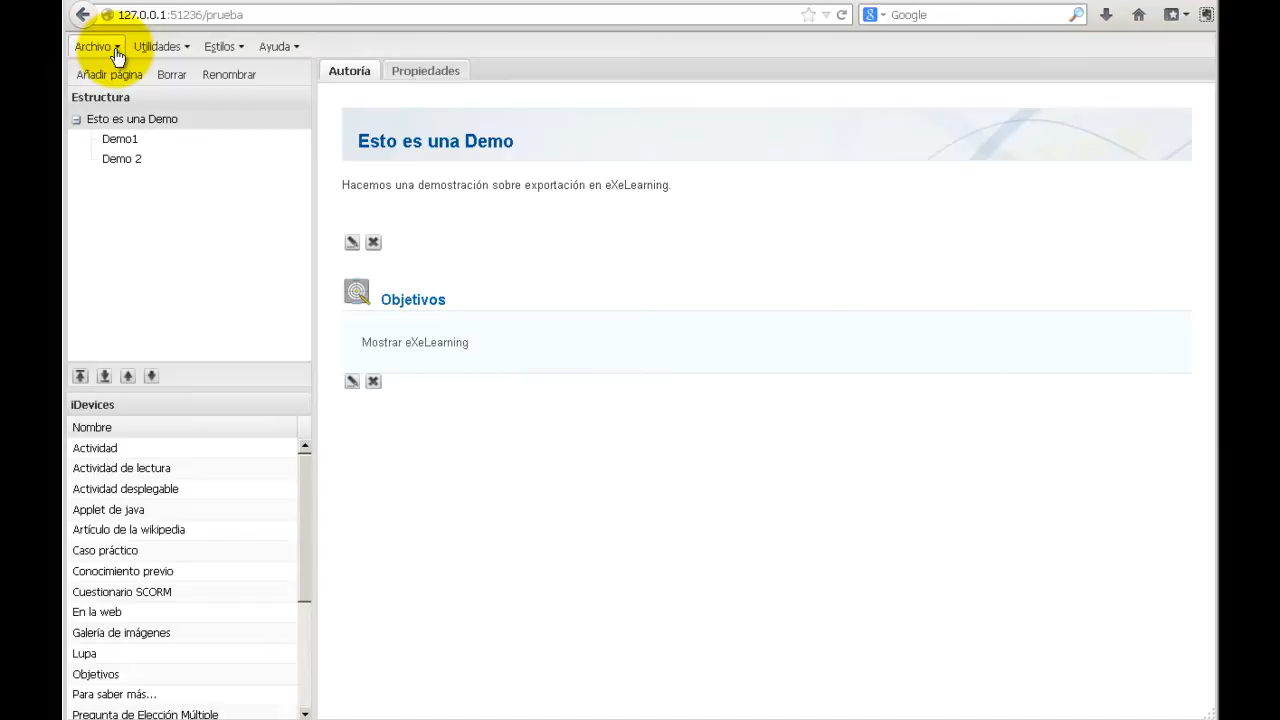 127.0.0.1:51236/prueba
Google
Archivo Utilidades Estilos Ayuda
Añadir página Borrar Renombrar
Autoría Propiedades
Estructura
Esto es una Demo
Demo1
Demo 2
Esto es una Demo
Hacemos una demostración sobre exportación en eXeLearning.
Objetivos
Mostrar eXeLearning
iDevices
Nombre
Actividad
Actividad de lectura
Actividad desplegable
Applet de java
Artículo de la wikipedia
Caso práctico
Conocimiento previo
Cuestionario SCORM
En la web
Galería de imágenes
Lupa
Objetivos
Para saber más...
Pregunta de Elección Múltiple